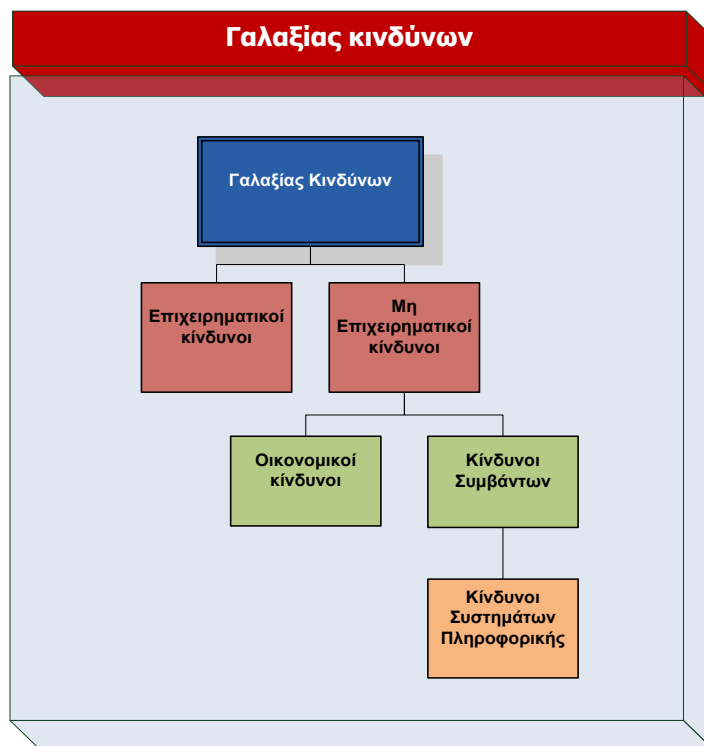 Γαλαξίας κινδύνων
Γαλαξίας Κινδύνων
Επιχειρηματικοί
κίνδυνοι
Μη
Επιχειρηματικοί
κίνδυνοι
Οικονομικοί
κίνδυνοι
Κίνδυνοι
Συμβάντων
Κίνδυνοι
Συστημάτων
Πληροφορικής